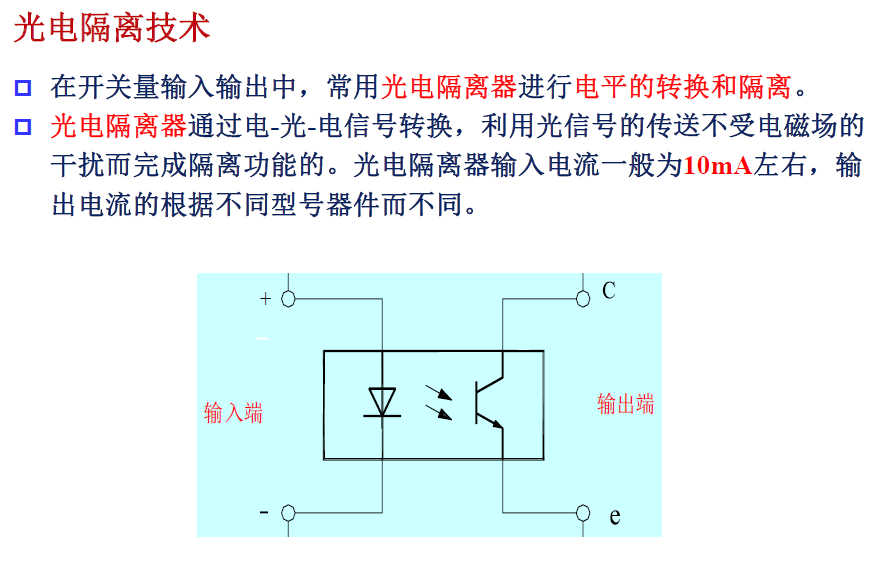 光电隔离技术
在开关量输入输出中，常用光电隔离器进行电平的转换和隔离。
光电隔离器通过电-光-电信号转换，利用光信号的传送不受电磁场的
干扰而完成隔离功能的。光电隔离器输入电流一般为10mA左右，输
出电流的根据不同型号器件而不同。
+
C
输入端
输出端
-
e